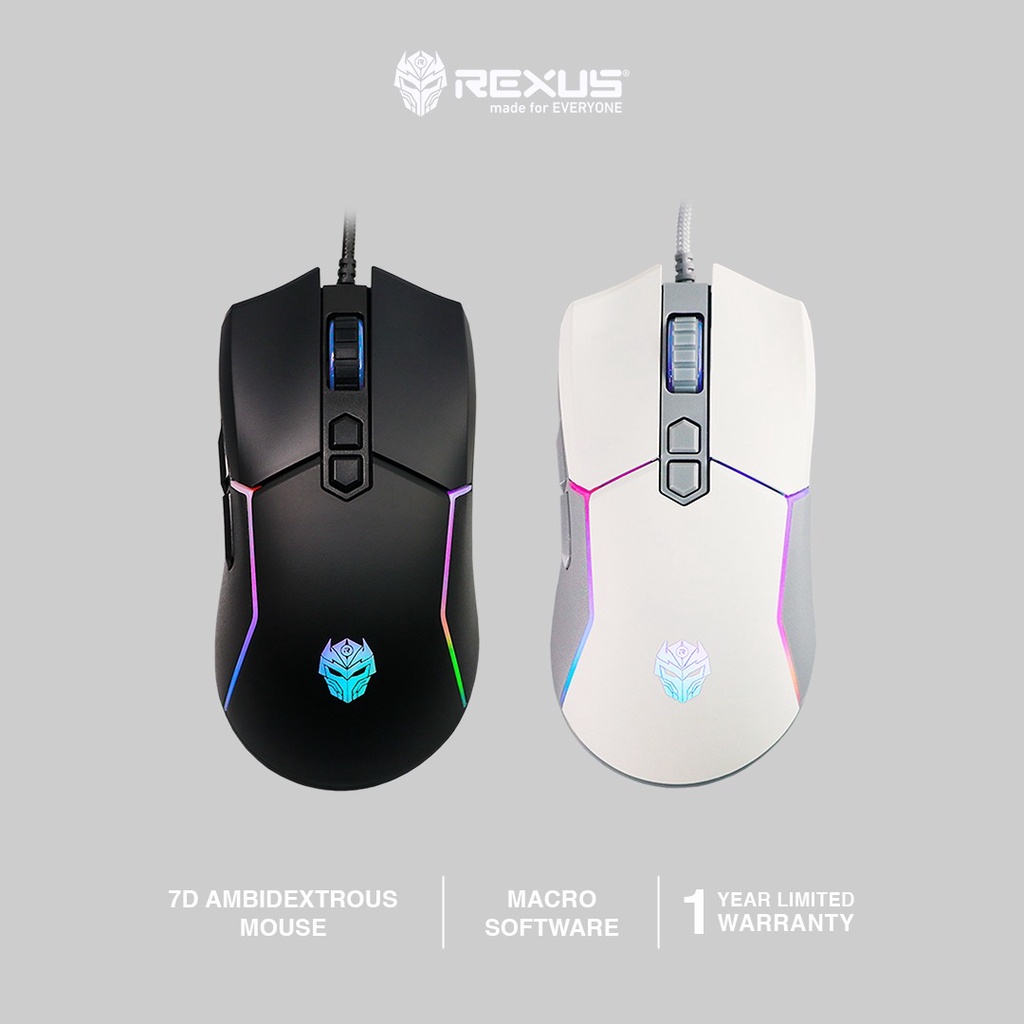 REXUS®
made for EVERYONE
7D AMBIDEXTROUS
MOUSE
MACRO
SOFTWARE
1 YEAR LIMITED
WARRANTY